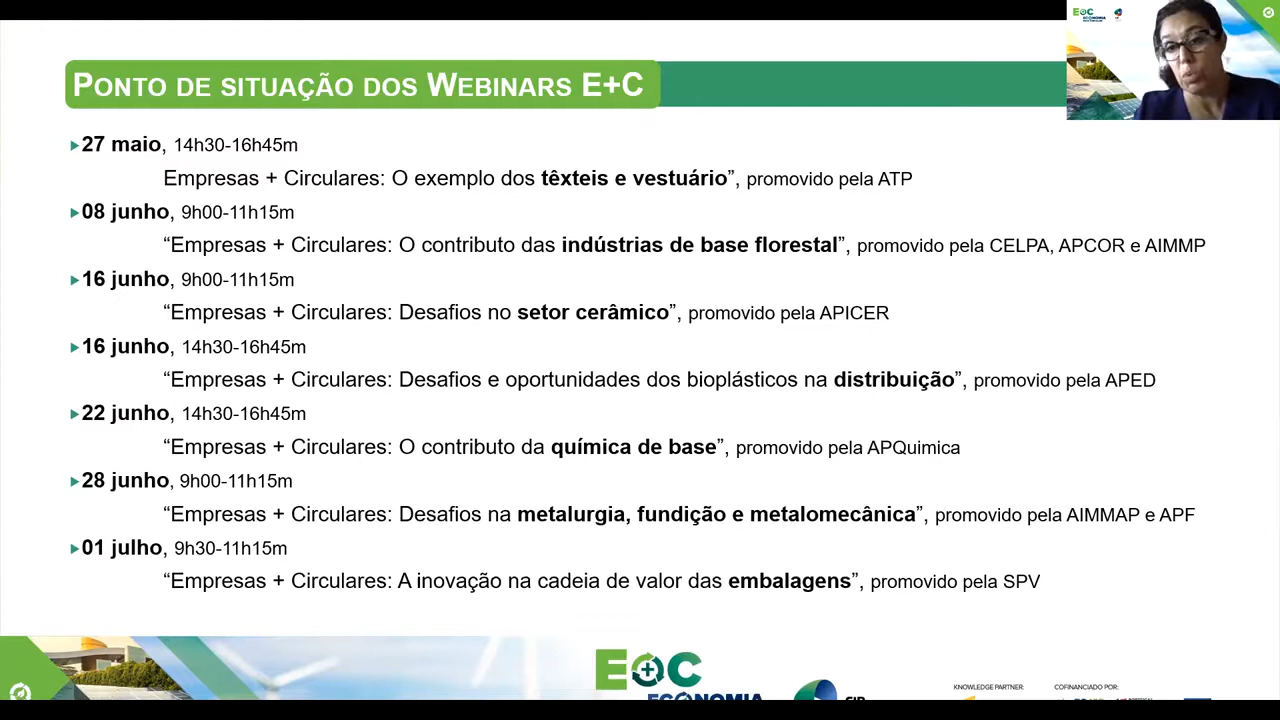 PONTO DE SITUAÇÃO DOS WEBINARS E+C
27 maio, 14h30-16h45m
Empresas + Circulares: O exemplo dos têxteis e vestuário”, promovido pela ATP
08 junho, 9h00-11h15m
“Empresas + Circulares: O contributo das indústrias de base florestal”, promovido pela CELPA, APCOR e AIMMP
16 junho, 9h00-11h15m
“Empresas + Circulares: Desafios no setor cerâmico”, promovido pela APICER
16 junho, 14h30-16h45m
“Empresas + Circulares: Desafios e oportunidades dos bioplásticos na distribuição”, promovido pela APED
22 junho, 14h30-16h45m
“Empresas + Circulares: O contributo da química de base”, promovido pela APQuimica
28 junho, 9h00-11h15m
“Empresas + Circulares: Desafios na metalurgia, fundição e metalomecânica”, promovido pela AIMMAP e APF
01 julho, 9h30-11h15m
“Empresas + Circulares: A inovação na cadeia de valor das embalagens”, promovido pela SPV
E+C
ECONOMIA
CIP
KNOWLEDGE PARTNER:
COFINANCIADO POR:
E+C
ECONOMIA